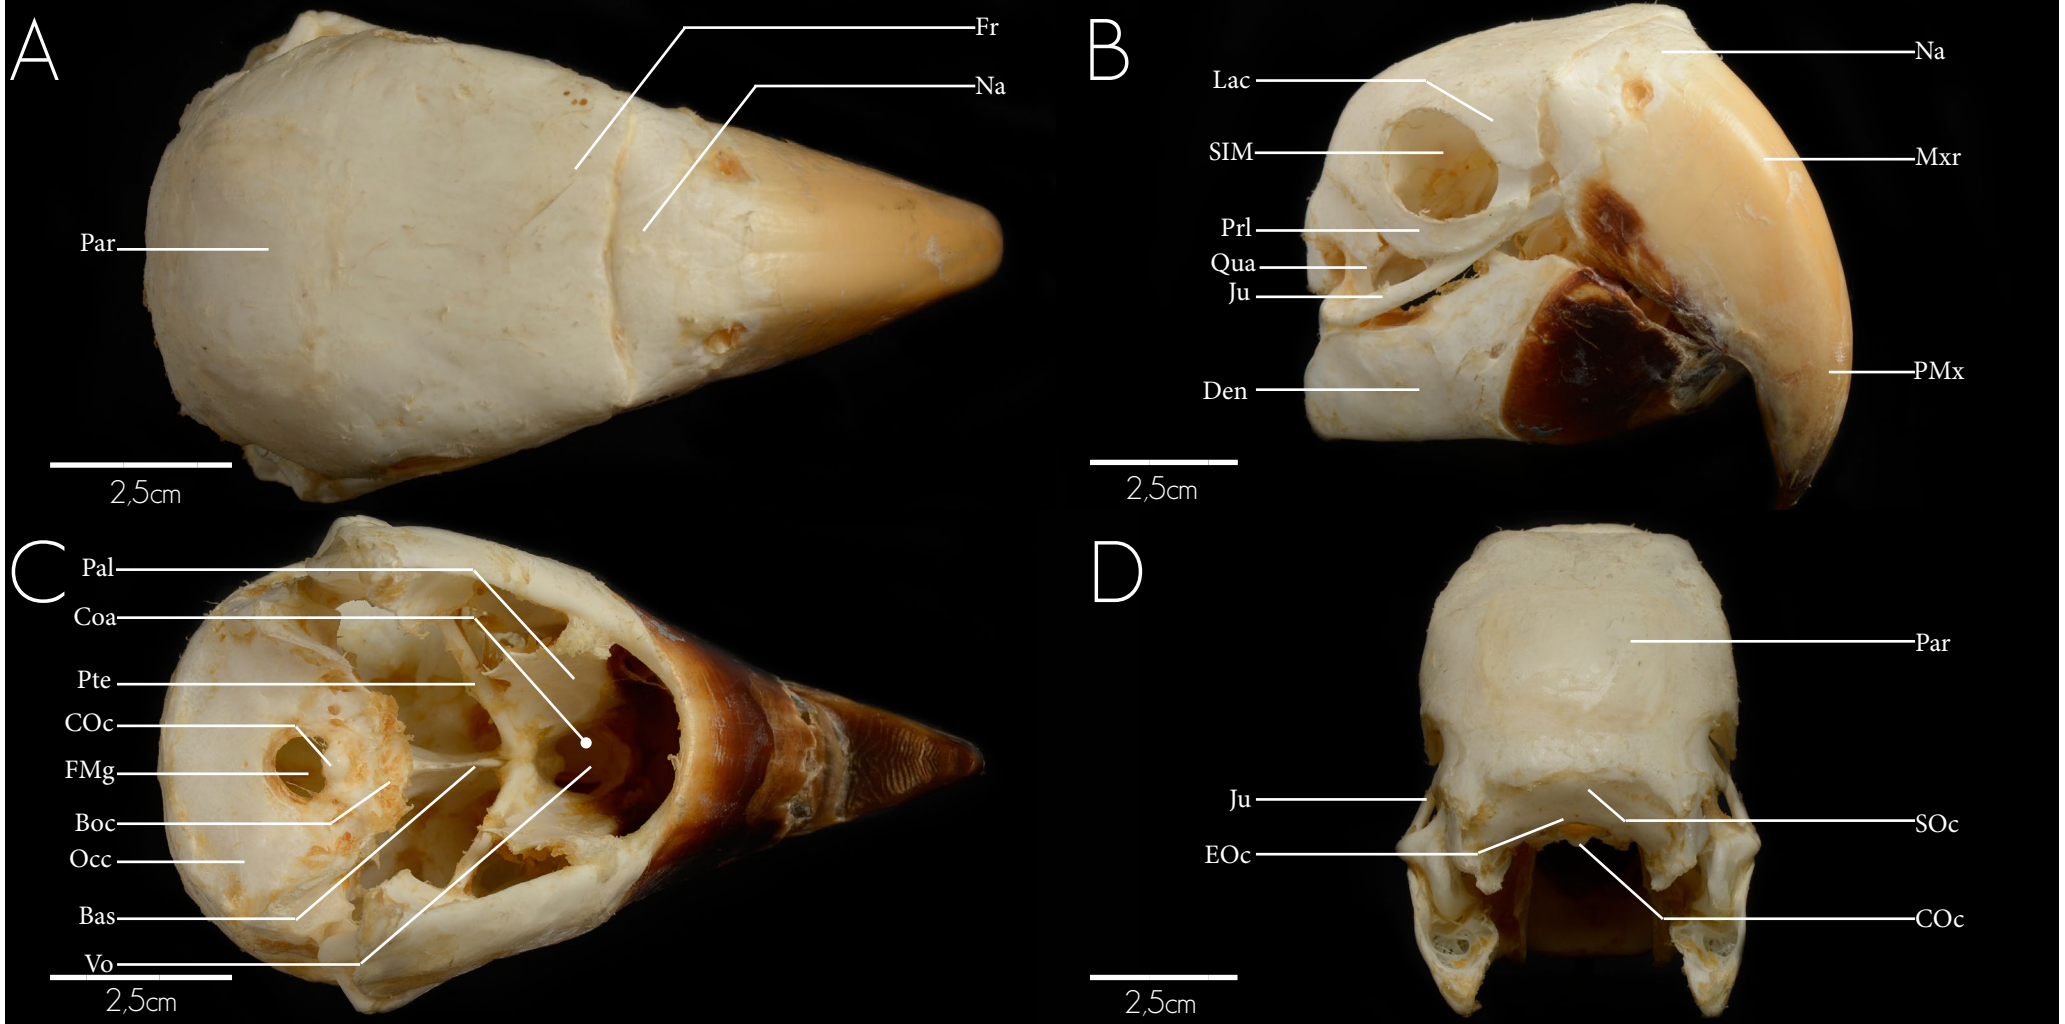 A
Fr
Na
Par
2,5cm
B
Lac
SIM
Prl
Qua
Ju
Den
Na
Mxr
PMx
2,5cm
C
Pal
Coa
Pte
COc
FMg
Boc
Occ
Bas
Vo
2,5cm
D
Par
Ju
EOc
SOc
COc
2,5cm